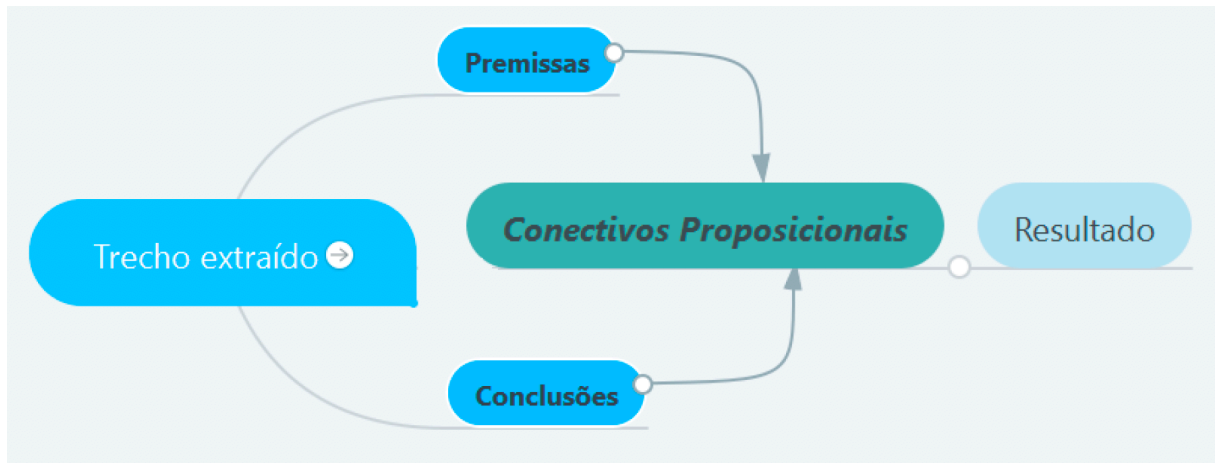 Premissas
Trecho extraído
Conectivos Proposicionais
Resultado
Conclusões